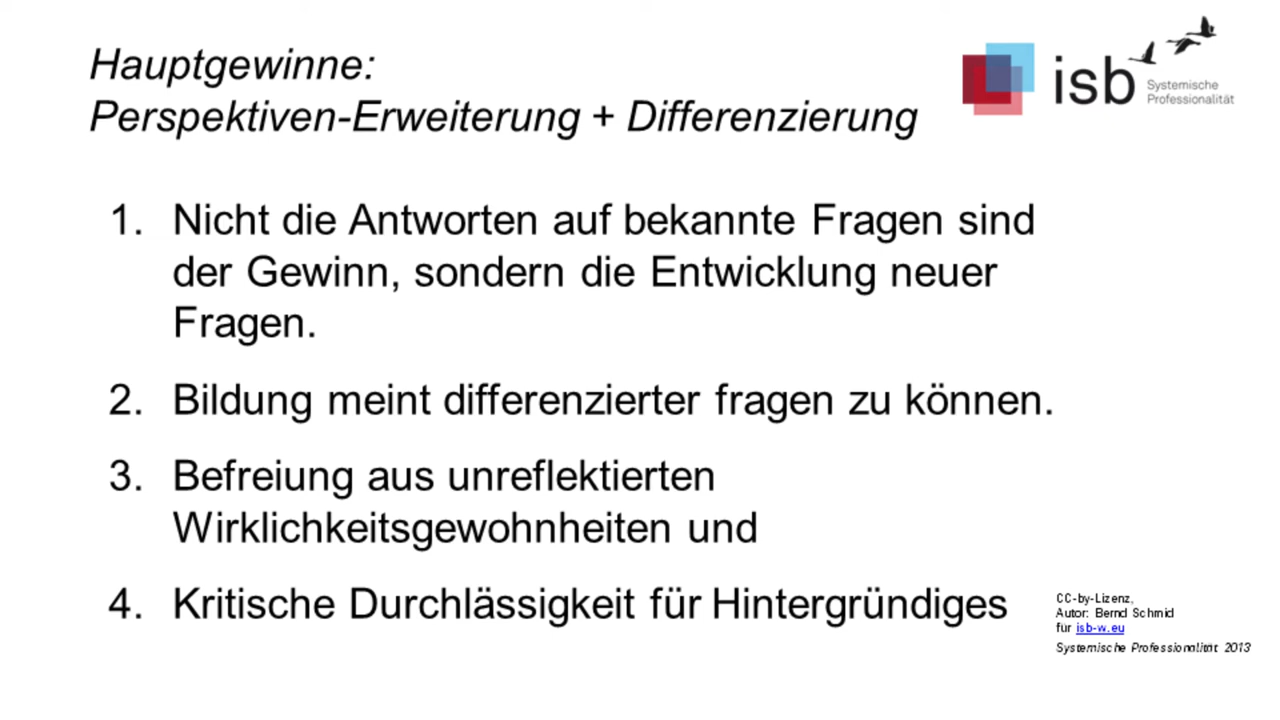 Hauptgewinne:
Perspektiven-Erweiterung + Differenzierung
isb
Systemische
Professionalität
1. Nicht die Antworten auf bekannte Fragen sind
der Gewinn, sondern die Entwicklung neuer
Fragen.
2. Bildung meint differenzierter fragen zu können.
3. Befreiung aus unreflektierten
Wirklichkeitsgewohnheiten und
4. Kritische Durchlässigkeit für Hintergründiges
CC-by-Lizenz,
Autor: Bernd Schmid
für isb-w.eu
Systemische Professionalität 2013